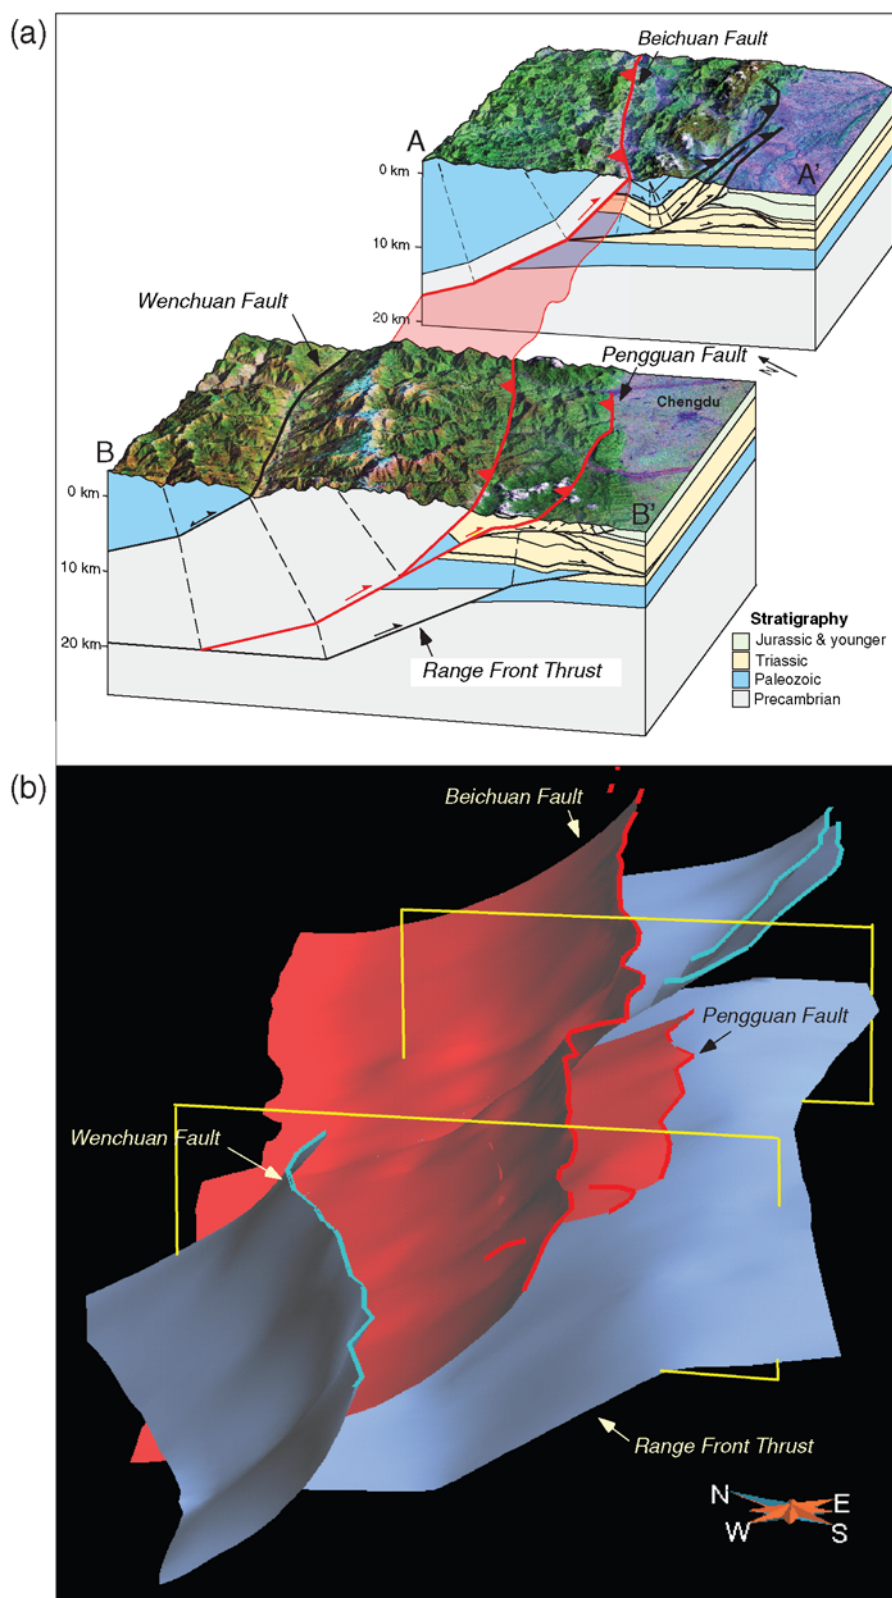 (a)
Beichuan Fault
A
A'
0 km
10 km
20 km
Wenchuan Fault
Pengguan Fault
N
Chengdu
B
B'
0 km
10 km
20 km
Range Front Thrust
Stratigraphy
Jurassic & younger
Triassic
Paleozoic
Precambrian
(b)
Beichuan Fault
Pengguan Fault
Wenchuan Fault
Range Front Thrust
N
E
W
S